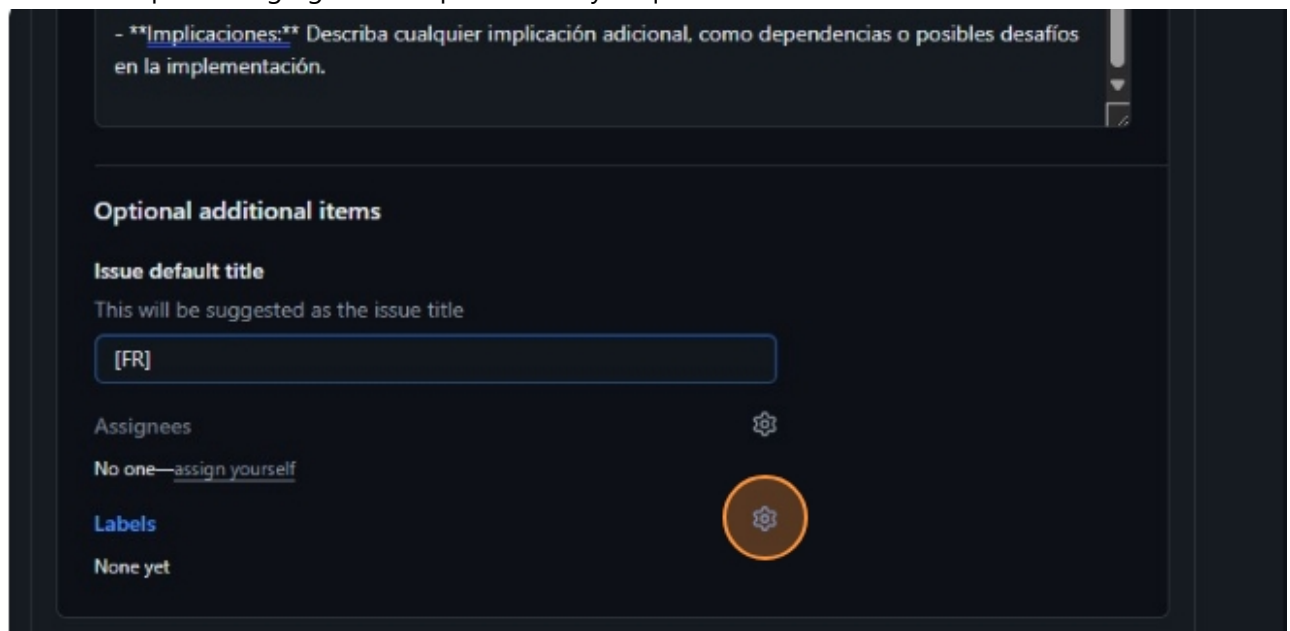 - **Implicaciones:** Describa cualquier implicación adicional, como dependencias o posibles desafíos
en la implementación.
Optional additional items
Issue default title
This will be suggested as the issue title
[FR]
Assignees
No one—assign yourself
Labels
None yet